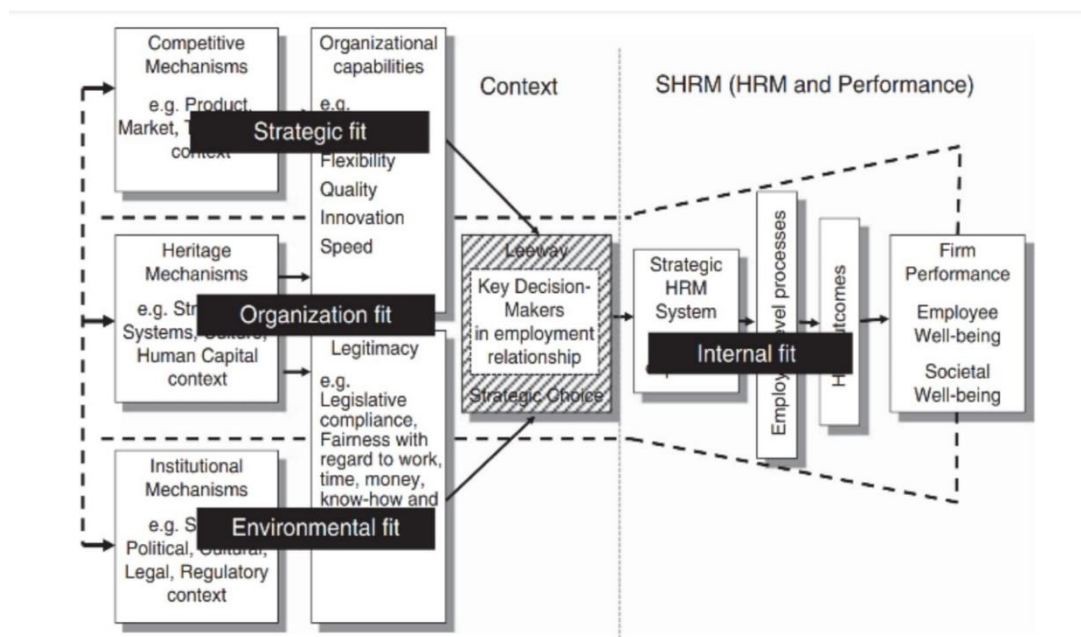 Competitive
Mechanisms
e.g. Product,
Market,
context
Strategic fit
Organizational
capabilities
e.g.
Flexibility
Quality
Innovation
Speed
Context
SHRM (HRM and Performance)
Heritage
Mechanisms
e.g.
Systems, Culture,
Human Capital
context
Organization fit
Legitimacy
e.g.
Legislative
compliance,
Fairness with
regard to work,
time, money,
know-how and
Institutional
Mechanisms
e.g.
Political, Cultural,
Legal, Regulatory
context
Environmental fit
Leeway
Key Decision-
Makers
in employment
relationship
Strategic Choice
Strategic
HRM
System
Internal fit
processes
Firm
Performance
Employee
Well-being
Societal
Well-being